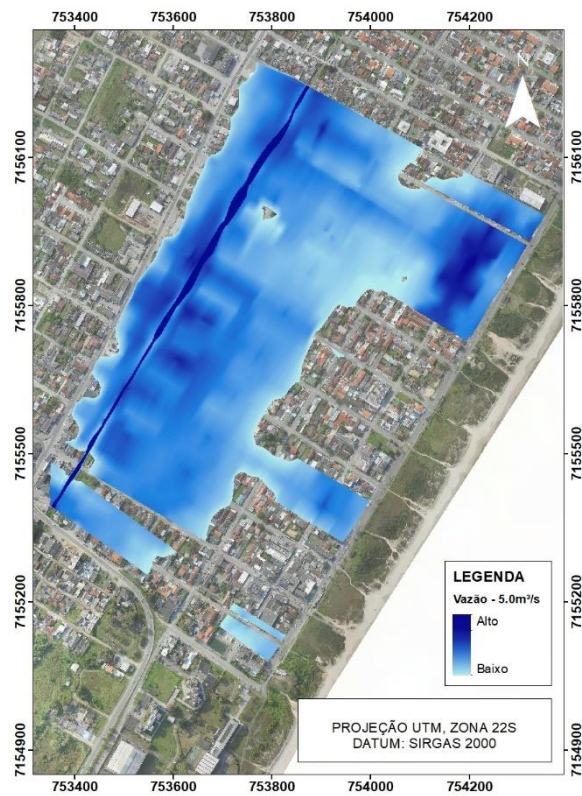 753400 753600 753800 754000 754200
N
7156100 7156100
7155800 7155800
7155500 7155500
7155200 7155200
7154900 7154900
LEGENDA
Vazão - 5.0m³/s
Alto
Baixo
PROJEÇÃO UTM, ZONA 22S
DATUM: SIRGAS 2000
753400 753600 753800 754000 754200